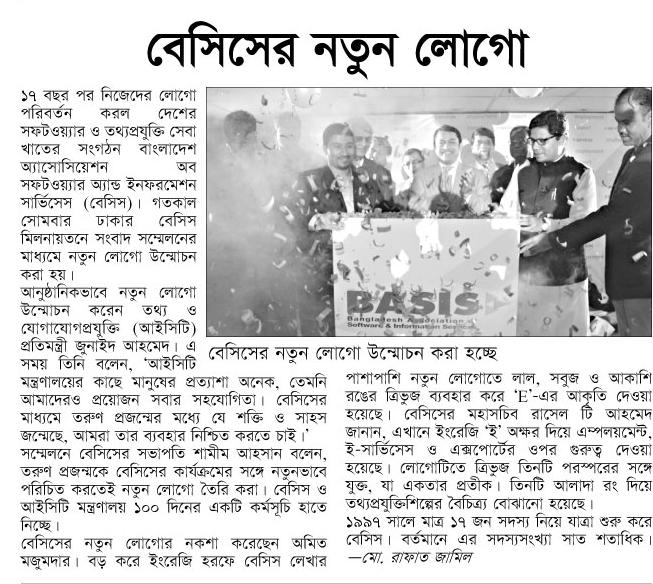 বেসিসের নতুন লোগো
১৭ বছর পর নিজেদের লোগো
পরিবর্তন করল দেশের
সফটওয়্যার ও তথ্যপ্রযুক্তি সেবা
খাতের সংগঠন বাংলাদেশ
অ্যাসোসিয়েশন অব
সফটওয়্যার অ্যান্ড ইনফরমেশন
সার্ভিসেস (বেসিস)। গতকাল
সোমবার ঢাকার বেসিস
মিলনায়তনে সংবাদ সম্মেলনের
মাধ্যমে নতুন লোগো উন্মোচন
করা হয়।
আনুষ্ঠানিকভাবে নতুন লোগো
উন্মোচন করেন তথ্য ও
যোগাযোগপ্রযুক্তি (আইসিটি)
প্রতিমন্ত্রী জুনাইদ আহমেদ। এ
সময় তিনি বলেন, ‘আইসিটি
মন্ত্রণালয়ের কাছে মানুষের প্রত্যাশা অনেক, তেমনি
আমাদেরও প্রয়োজন সবার সহযোগিতা। বেসিসের
মাধ্যমে তরুণ প্রজন্মের মধ্যে যে শক্তি ও সাহস
জন্মেছে, আমরা তার ব্যবহার নিশ্চিত করতে চাই।’
সম্মেলনে বেসিসের সভাপতি শামীম আহসান বলেন,
তরুণ প্রজন্মকে বেসিসের কার্যক্রমের সঙ্গে নতুনভাবে
পরিচিত করতেই নতুন লোগো তৈরি করা। বেসিস ও
আইসিটি মন্ত্রণালয় ১০০ দিনের একটি কর্মসূচি হাতে
নিচ্ছে।
বেসিসের নতুন লোগোর নকশা করেছেন অমিত
মজুমদার। বড় করে ইংরেজি হরফে বেসিস লেখার
BASIS
Bangladesh Association of
Software & Information Services
বেসিসের নতুন লোগো উন্মোচন করা হচ্ছে
পাশাপাশি নতুন লোগোতে লাল, সবুজ ও আকাশি
রঙের ত্রিভুজ ব্যবহার করে ‘E’-এর আকৃতি দেওয়া
হয়েছে। বেসিসের মহাসচিব রাসেল টি আহমেদ
জানান, এখানে ইংরেজি ‘ই’ অক্ষর দিয়ে এম্পলয়মেন্ট,
ই-সার্ভিসেস ও এক্সপোর্টের ওপর গুরুত্ব দেওয়া
হয়েছে। লোগোটিতে ত্রিভুজ তিনটি পরস্পরের সঙ্গে
যুক্ত, যা একতার প্রতীক। তিনটি আলাদা রং দিয়ে
তথ্যপ্রযুক্তিশিল্পের বৈচিত্র্য বোঝানো হয়েছে।
১৯৯৭ সালে মাত্র ১৭ জন সদস্য নিয়ে যাত্রা শুরু করে
বেসিস। বর্তমানে এর সদস্যসংখ্যা সাত শতাধিক।
—মো. রাফাত জামিল